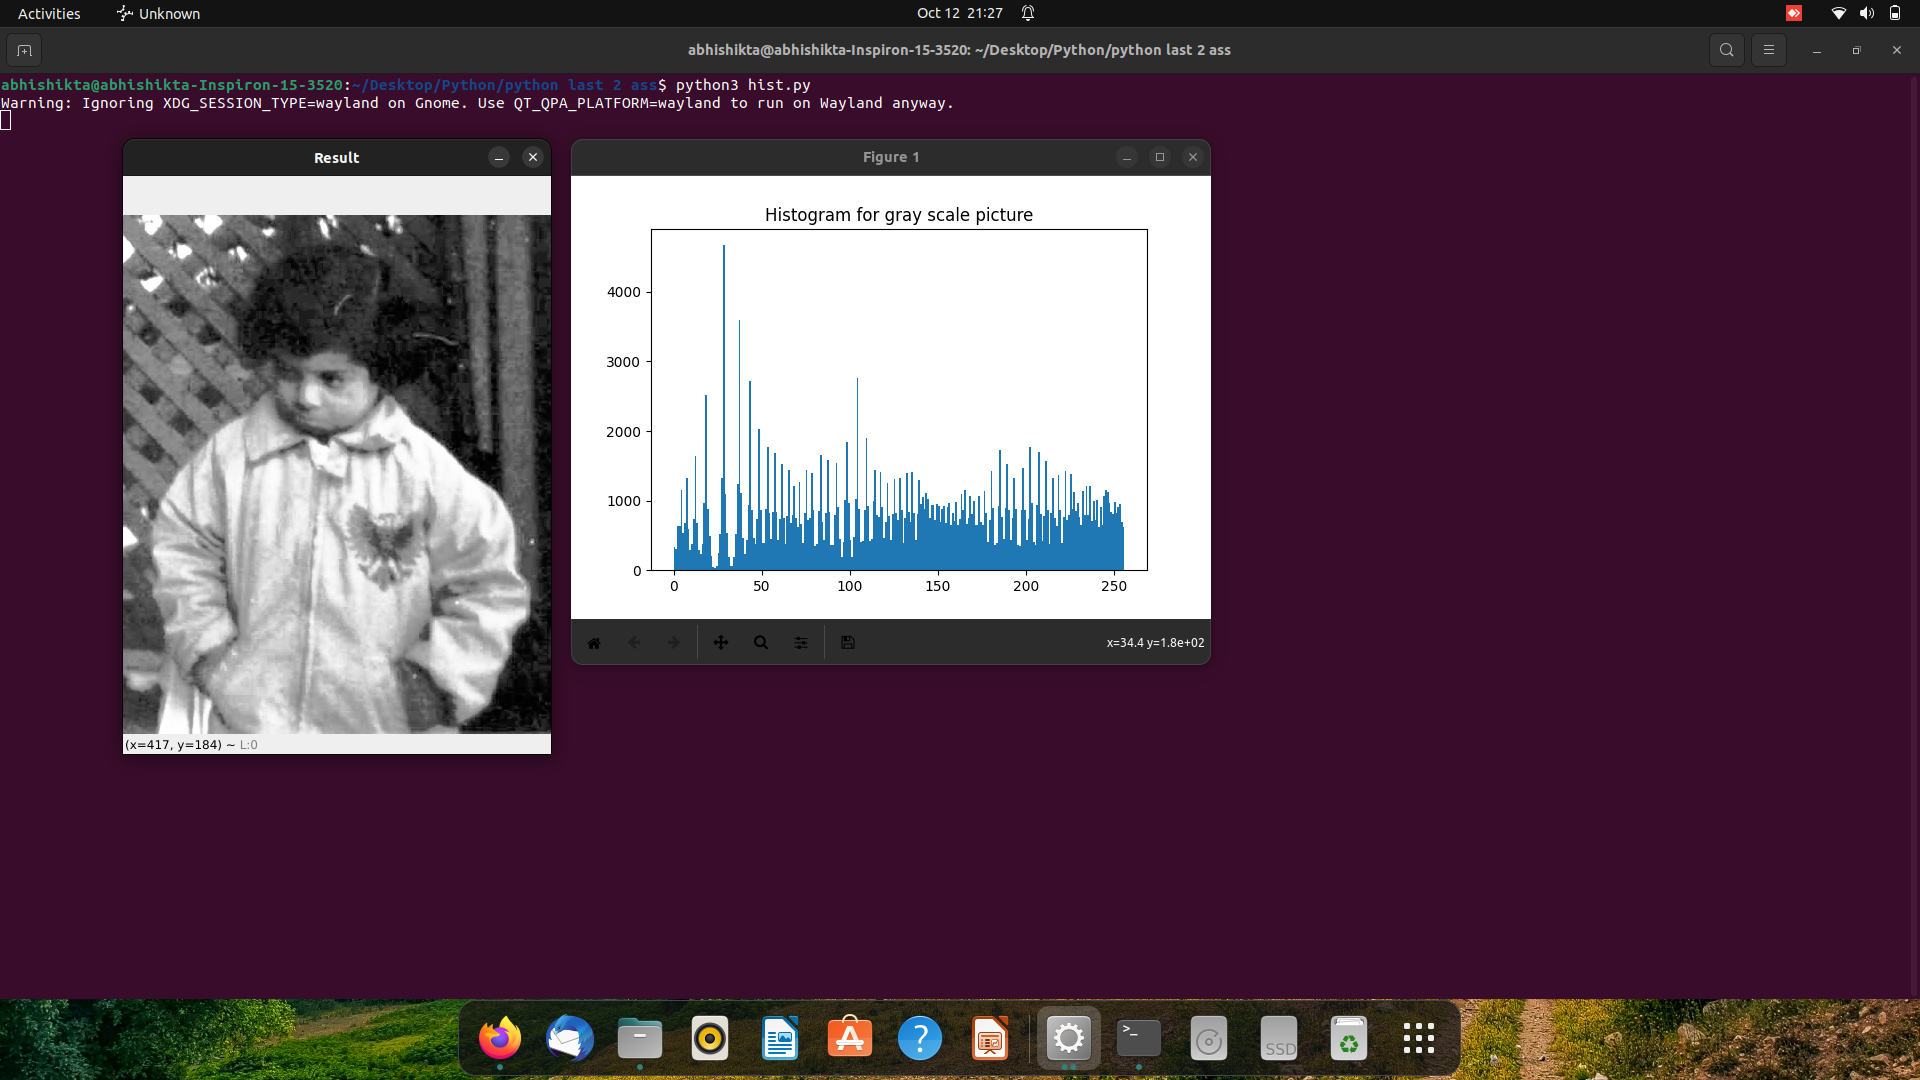 Activities
Unknown
Oct 12 21:27
abhishikta@abhishikta-Inspiron-15-3520: ~/Desktop/Python/python last 2 ass
abhishikta@abhishikta-Inspiron-15-3520:~/Desktop/Python/python last 2 ass$ python3 hist.py
Warning: Ignoring XDG_SESSION_TYPE=wayland on Gnome. Use QT_QPA_PLATFORM=wayland to run on Wayland anyway.
Result
(x=417, y=184) ~ L:0
Figure 1
Histogram for gray scale picture
4000
3000
2000
1000
0
0 50 100 150 200 250
x=34.4 y=1.8e+02
>_
SSD